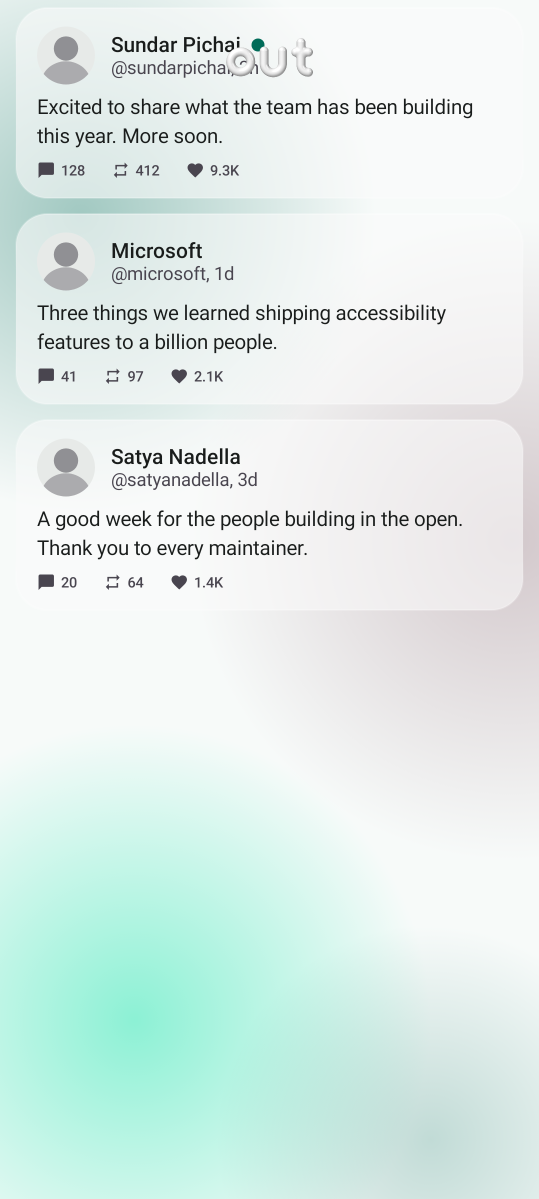 Sundar Pichai
out
@sundarpichai,
Excited to share what the team has been building
this year. More soon.
128 412 9.3K
Microsoft
@microsoft, 1d
Three things we learned shipping accessibility
features to a billion people.
41 97 2.1K
Satya Nadella
@satyanadella, 3d
A good week for the people building in the open.
Thank you to every maintainer.
20 64 1.4K